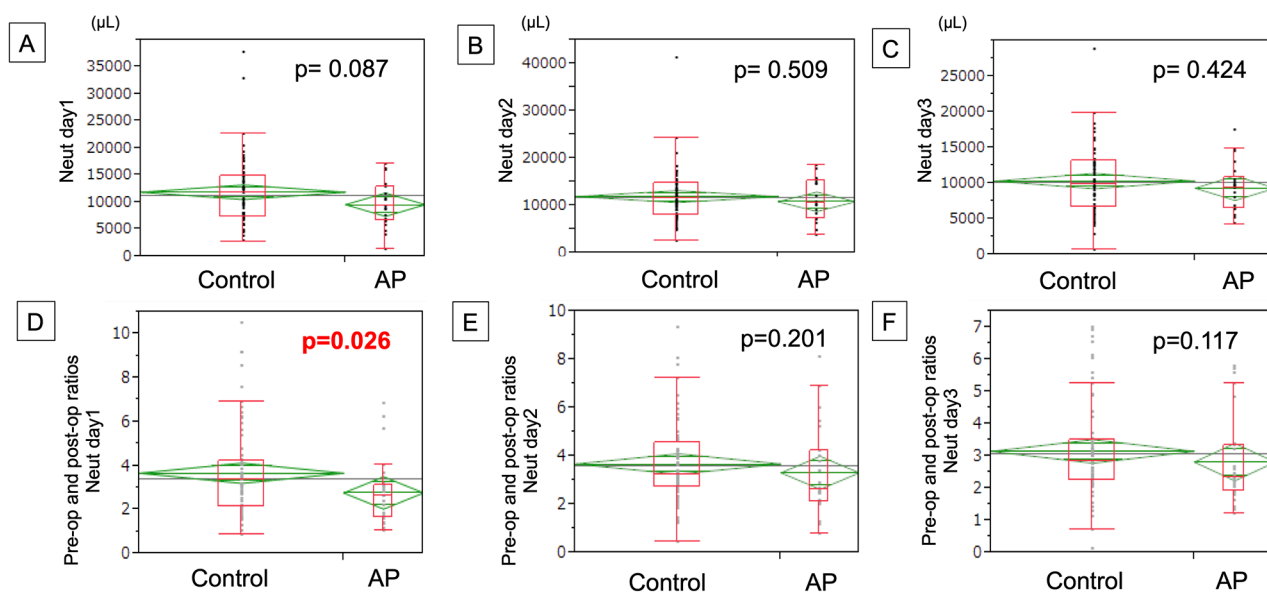 A
(μL)
Neut day1
35000
30000
25000
20000
15000
10000
5000
0
p= 0.087
Control
AP
B
(μL)
Neut day2
40000
30000
20000
10000
0
p= 0.509
Control
AP
C
(μL)
Neut day3
25000
20000
15000
10000
5000
0
p= 0.424
Control
AP
D
Pre-op and post-op ratios
Neut day1
10
8
6
4
2
0
p=0.026
Control
AP
E
Pre-op and post-op ratios
Neut day2
10
8
6
4
2
0
p=0.201
Control
AP
F
Pre-op and post-op ratios
Neut day3
7
6
5
4
3
2
1
0
p=0.117
Control
AP